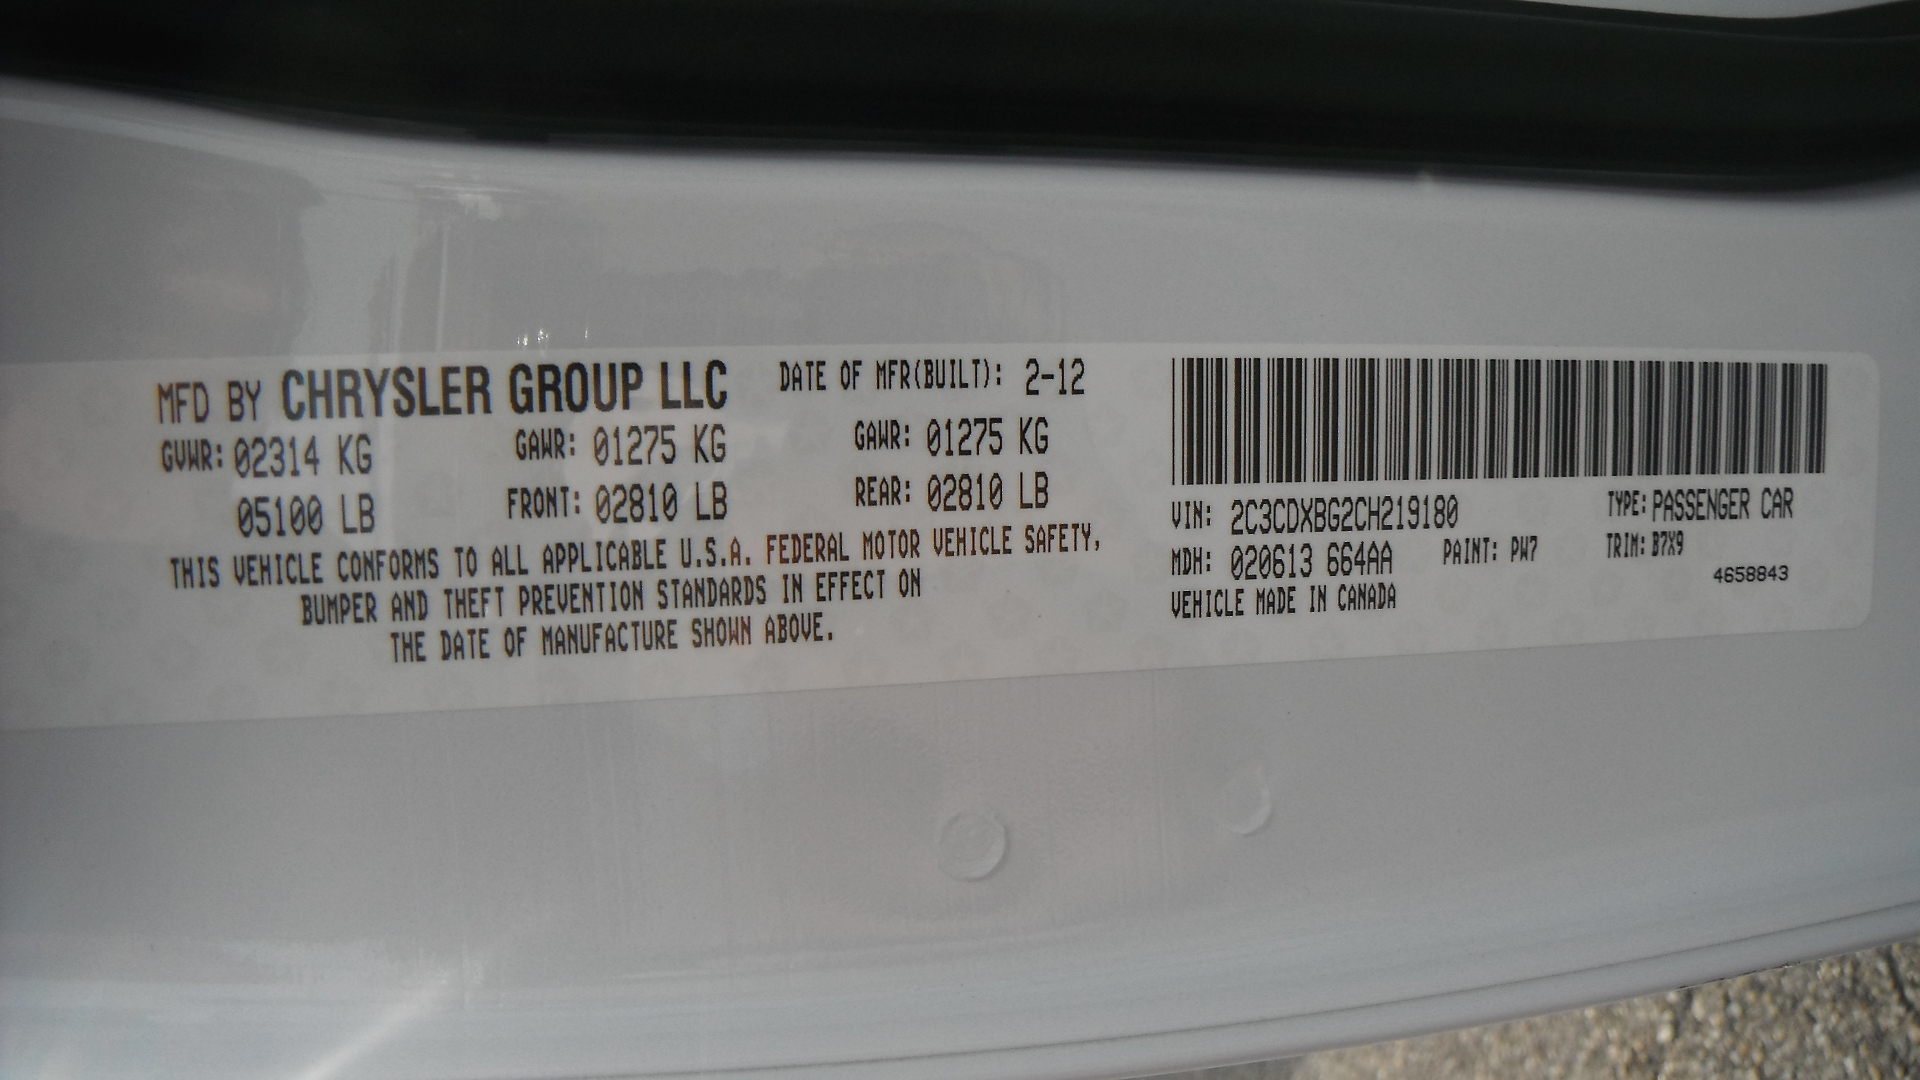 MFD BY CHRYSLER GROUP LLC DATE OF MFR(BUILT): 2-12
GVWR: 02314 KG GAWR: 01275 KG GAWR: 01275 KG
05100 LB FRONT: 02810 LB REAR: 02810 LB
THIS VEHICLE CONFORMS TO ALL APPLICABLE U.S.A. FEDERAL MOTOR VEHICLE SAFETY,
BUMPER AND THEFT PREVENTION STANDARDS IN EFFECT ON
THE DATE OF MANUFACTURE SHOWN ABOVE.
VIN: 2C3CDXBG2CH219180 TYPE: PASSENGER CAR
MDH: 020613 664AA PAINT: PW7 TRIM: B7X9
VEHICLE MADE IN CANADA 4658843